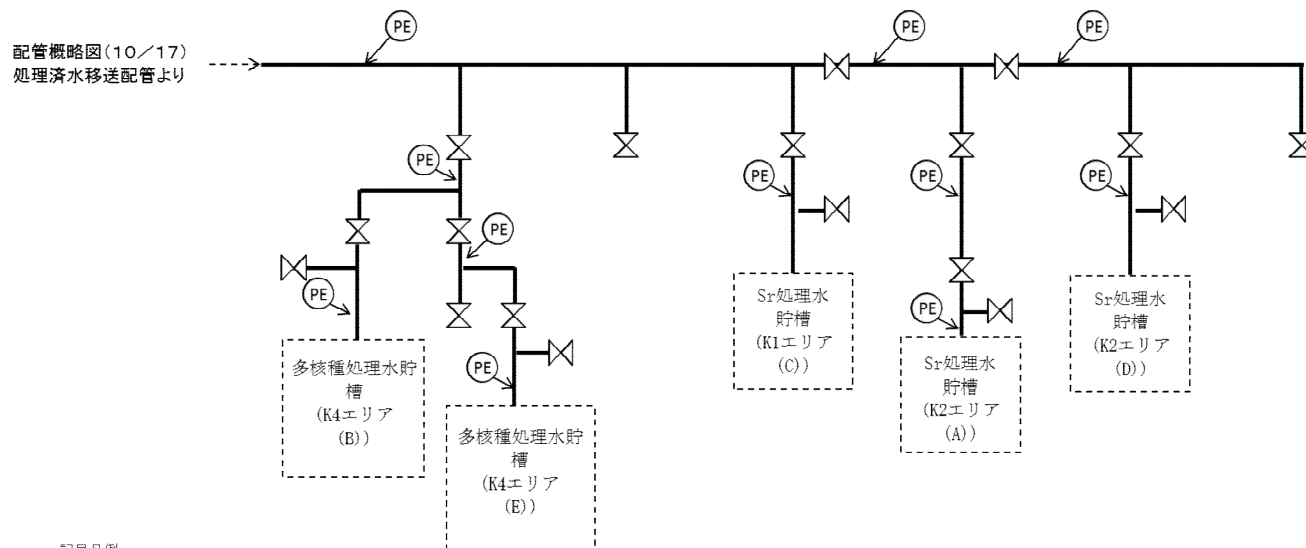 配管概略図(10/17)
処理済水移送配管より
PE
PE
PE
PE
PE
PE
PE
PE
PE
PE
PE
PE
多核種処理水貯
槽
(K4エリア
(B))
多核種処理水貯
槽
(K4エリア
(E))
Sr処理水
貯槽
(K1エリア
(C))
Sr処理水
貯槽
(K2エリア
(A))
Sr処理水
貯槽
(K2エリア
(D))